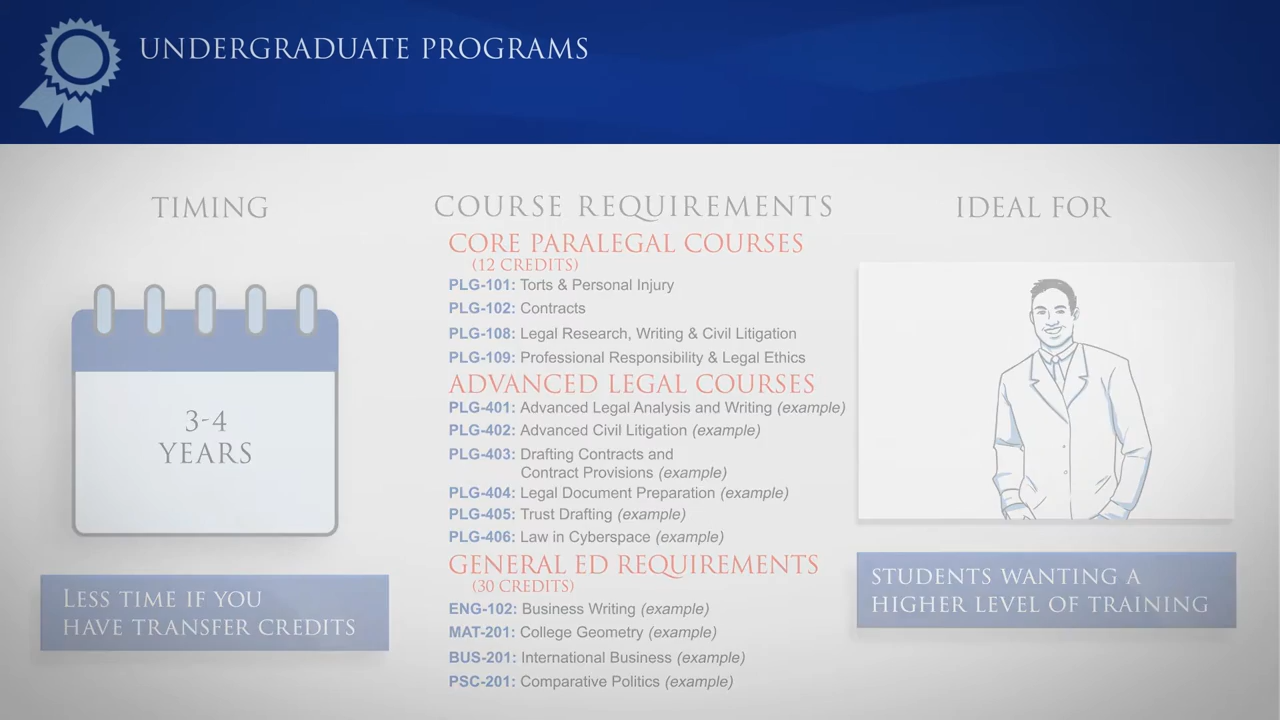 UNDERGRADUATE PROGRAMS
TIMING
3-4
YEARS
LESS TIME IF YOU
HAVE TRANSFER CREDITS
COURSE REQUIREMENTS
CORE PARALEGAL COURSES
(12 CREDITS)
PLG-101: Torts & Personal Injury
PLG-102: Contracts
PLG-108: Legal Research, Writing & Civil Litigation
PLG-109: Professional Responsibility & Legal Ethics
ADVANCED LEGAL COURSES
PLG-401: Advanced Legal Analysis and Writing (example)
PLG-402: Advanced Civil Litigation (example)
PLG-403: Drafting Contracts and
Contract Provisions (example)
PLG-404: Legal Document Preparation (example)
PLG-405: Trust Drafting (example)
PLG-406: Law in Cyberspace (example)
GENERAL ED REQUIREMENTS
(30 CREDITS)
ENG-102: Business Writing (example)
MAT-201: College Geometry (example)
BUS-201: International Business (example)
PSC-201: Comparative Politics (example)
IDEAL FOR
STUDENTS WANTING A
HIGHER LEVEL OF TRAINING